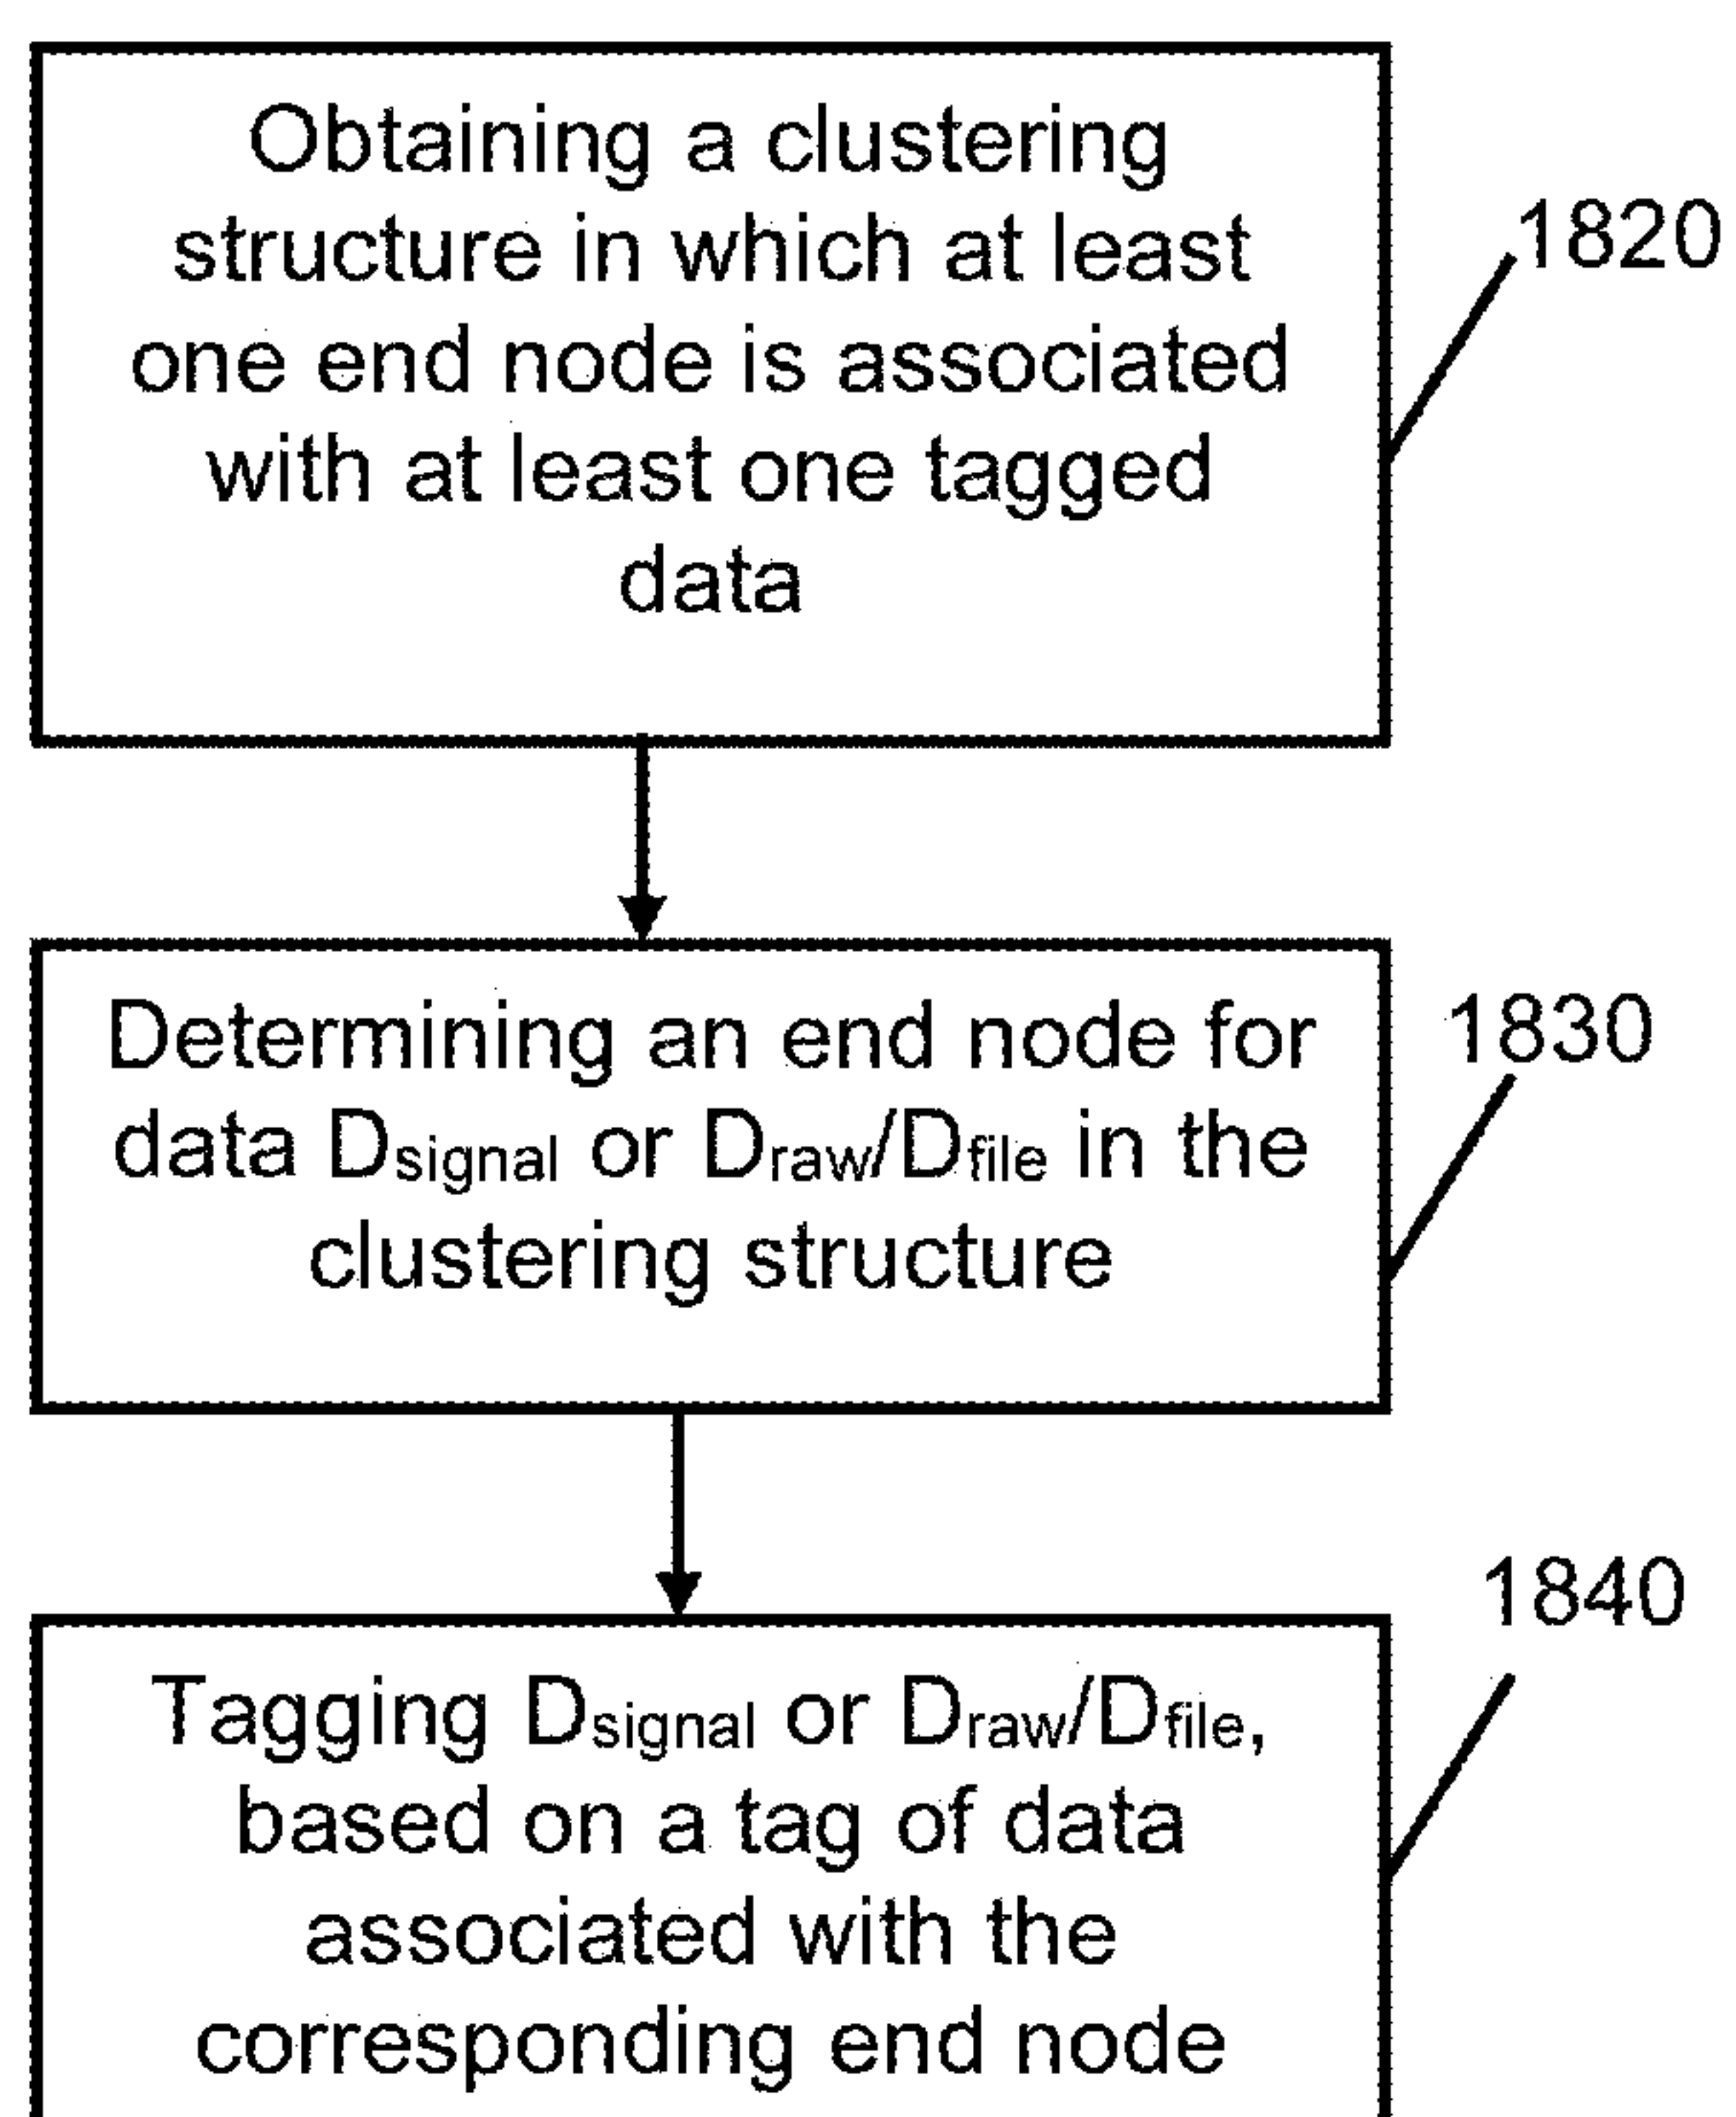 Obtaining a clustering
structure in which at least
one end node is associated
with at least one tagged
data
1820
Determining an end node for
data Dsignal or Draw/Dfile in the
clustering structure
1830
Tagging Dsignal or Draw/Dfile,
based on a tag of data
associated with the
corresponding end node
1840